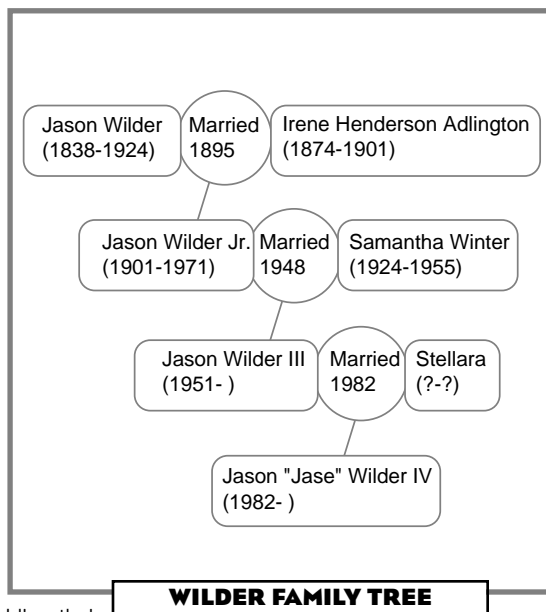 Jason Wilder
(1838-1924)
Married
1895
Irene Henderson Adlington
(1874-1901)
Jason Wilder Jr.
(1901-1971)
Married
1948
Samantha Winter
(1924-1955)
Jason Wilder III
(1951- )
Married
1982
Stellara
(?-?)
Jason "Jase" Wilder IV
(1982- )
WILDER FAMILY TREE